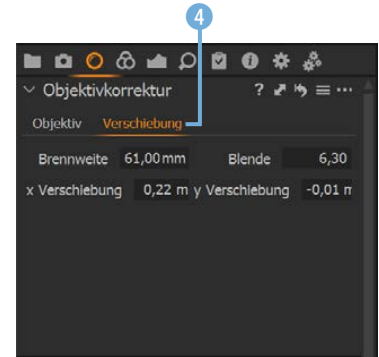 4
Objektivkorrektur ? ...
Objektiv Verschiebung
Brennweite 61,00 mm Blende 6,30
x Verschiebung 0,22 m y Verschiebung -0,01 m